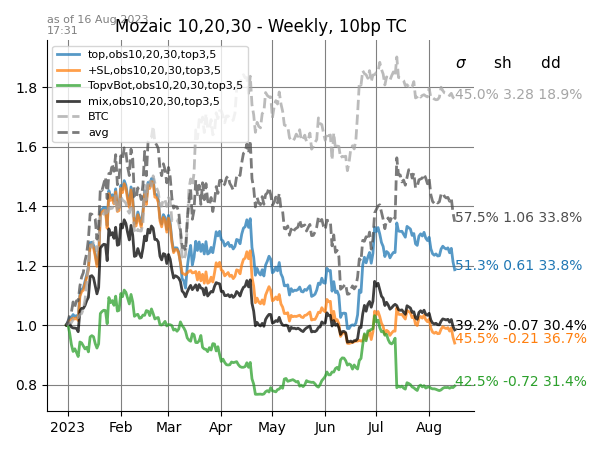 as of 16 Aug 2023
17:31
Mozaic 10,20,30 - Weekly, 10bp TC
top,obs10,20,30,top3,5
+SL,obs10,20,30,top3,5
TopvBot,obs10,20,30,top3,5
mix,obs10,20,30,top3,5
BTC
avg
σ sh dd
45.0% 3.28 18.9%
57.5% 1.06 33.8%
51.3% 0.61 33.8%
39.2% -0.07 30.4%
45.5% -0.21 36.7%
42.5% -0.72 31.4%
1.8
1.6
1.4
1.2
1.0
0.8
2023 Feb Mar Apr May Jun Jul Aug